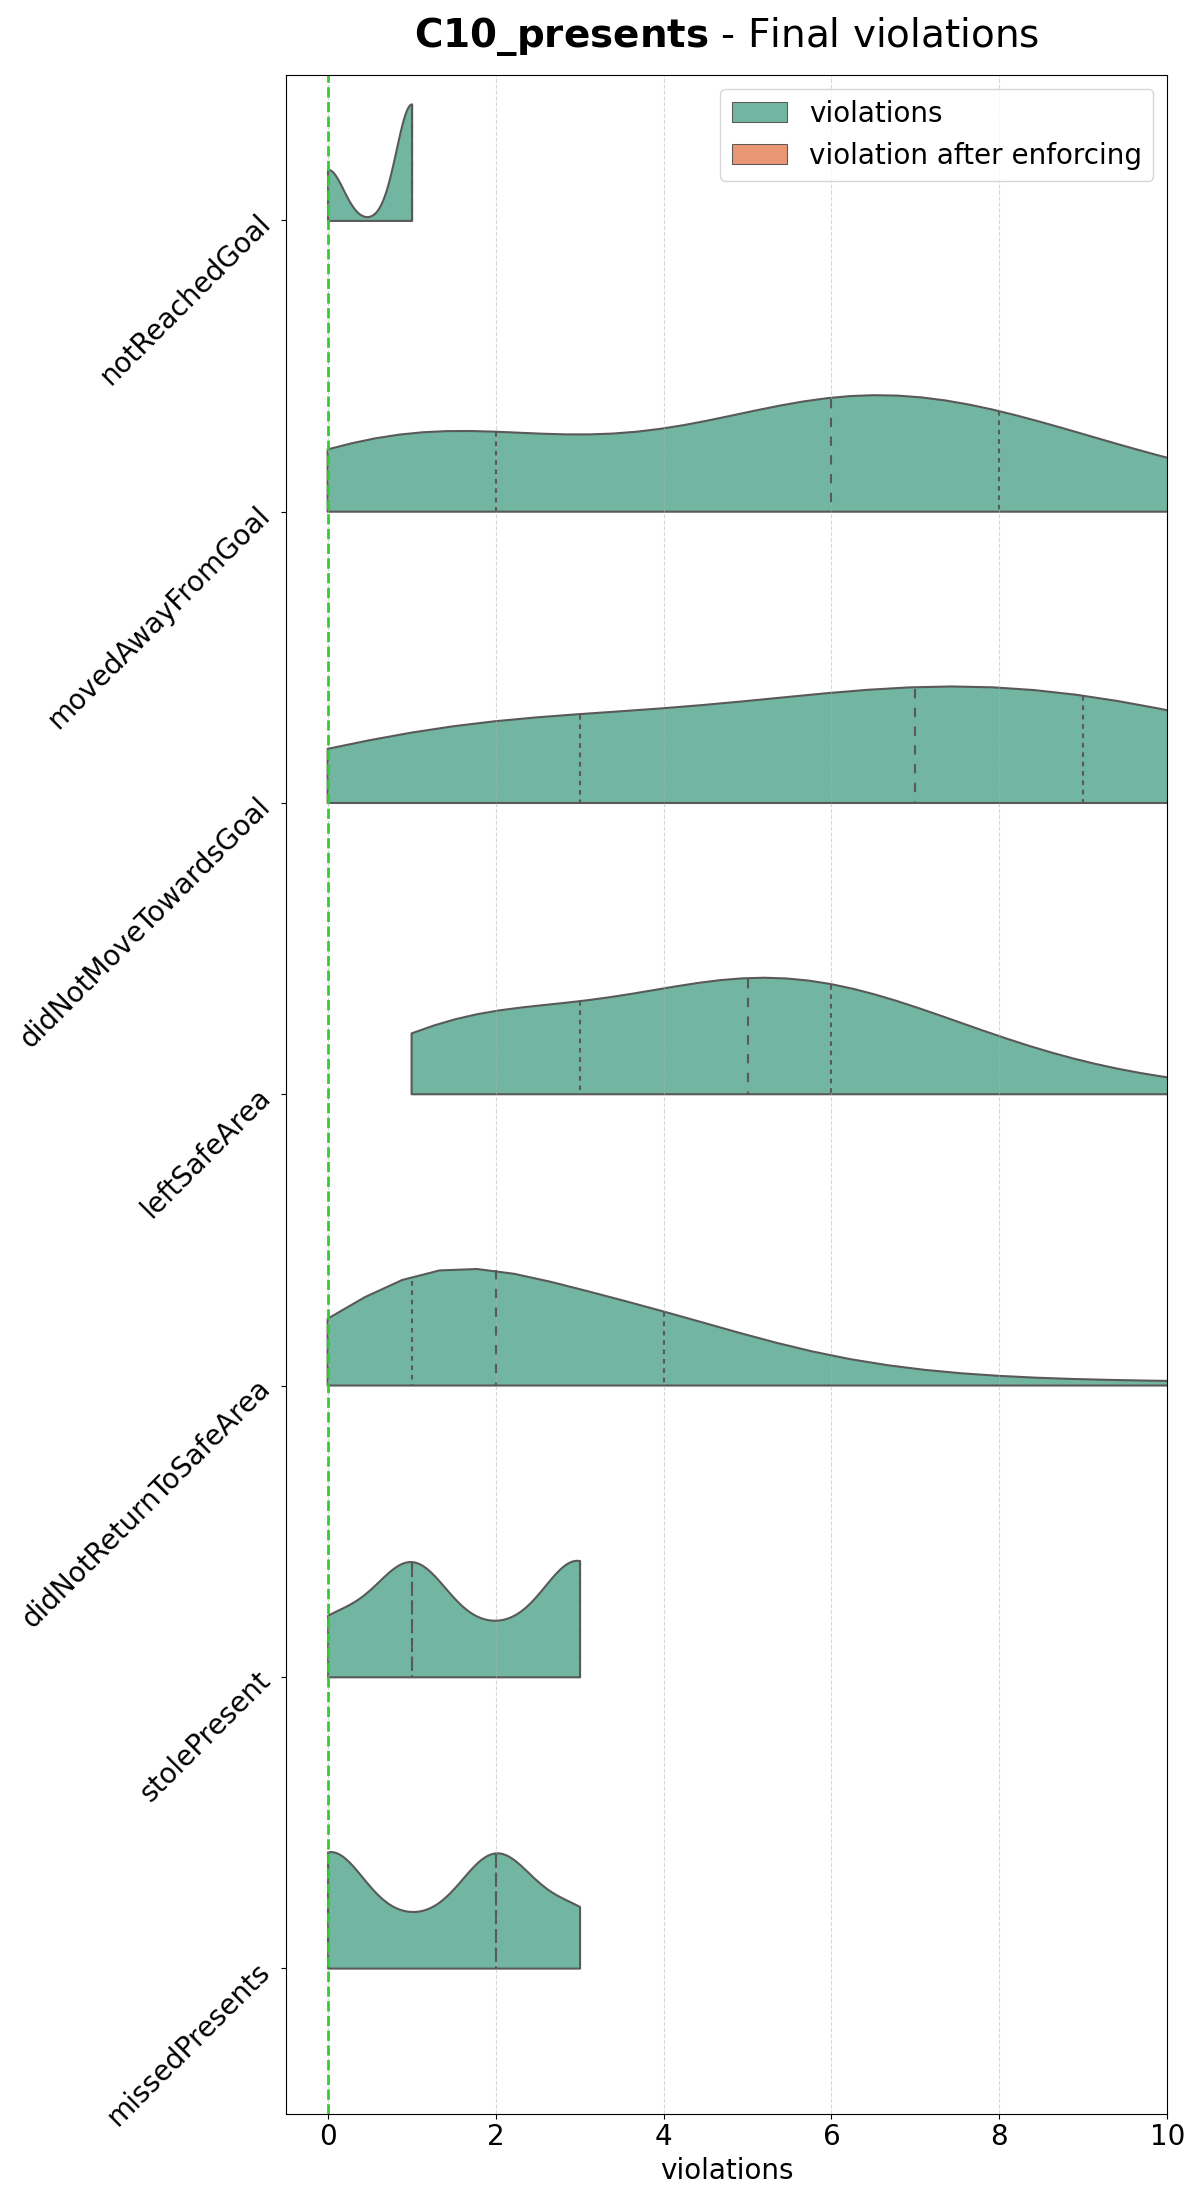 C10_presents - Final violations
violations
violation after enforcing
notReachedGoal
movedAwayFromGoal
didNotMoveTowardsGoal
leftSafeArea
didNotReturnToSafeArea
stolePresent
missedPresents
0 2 4 6 8 10
violations